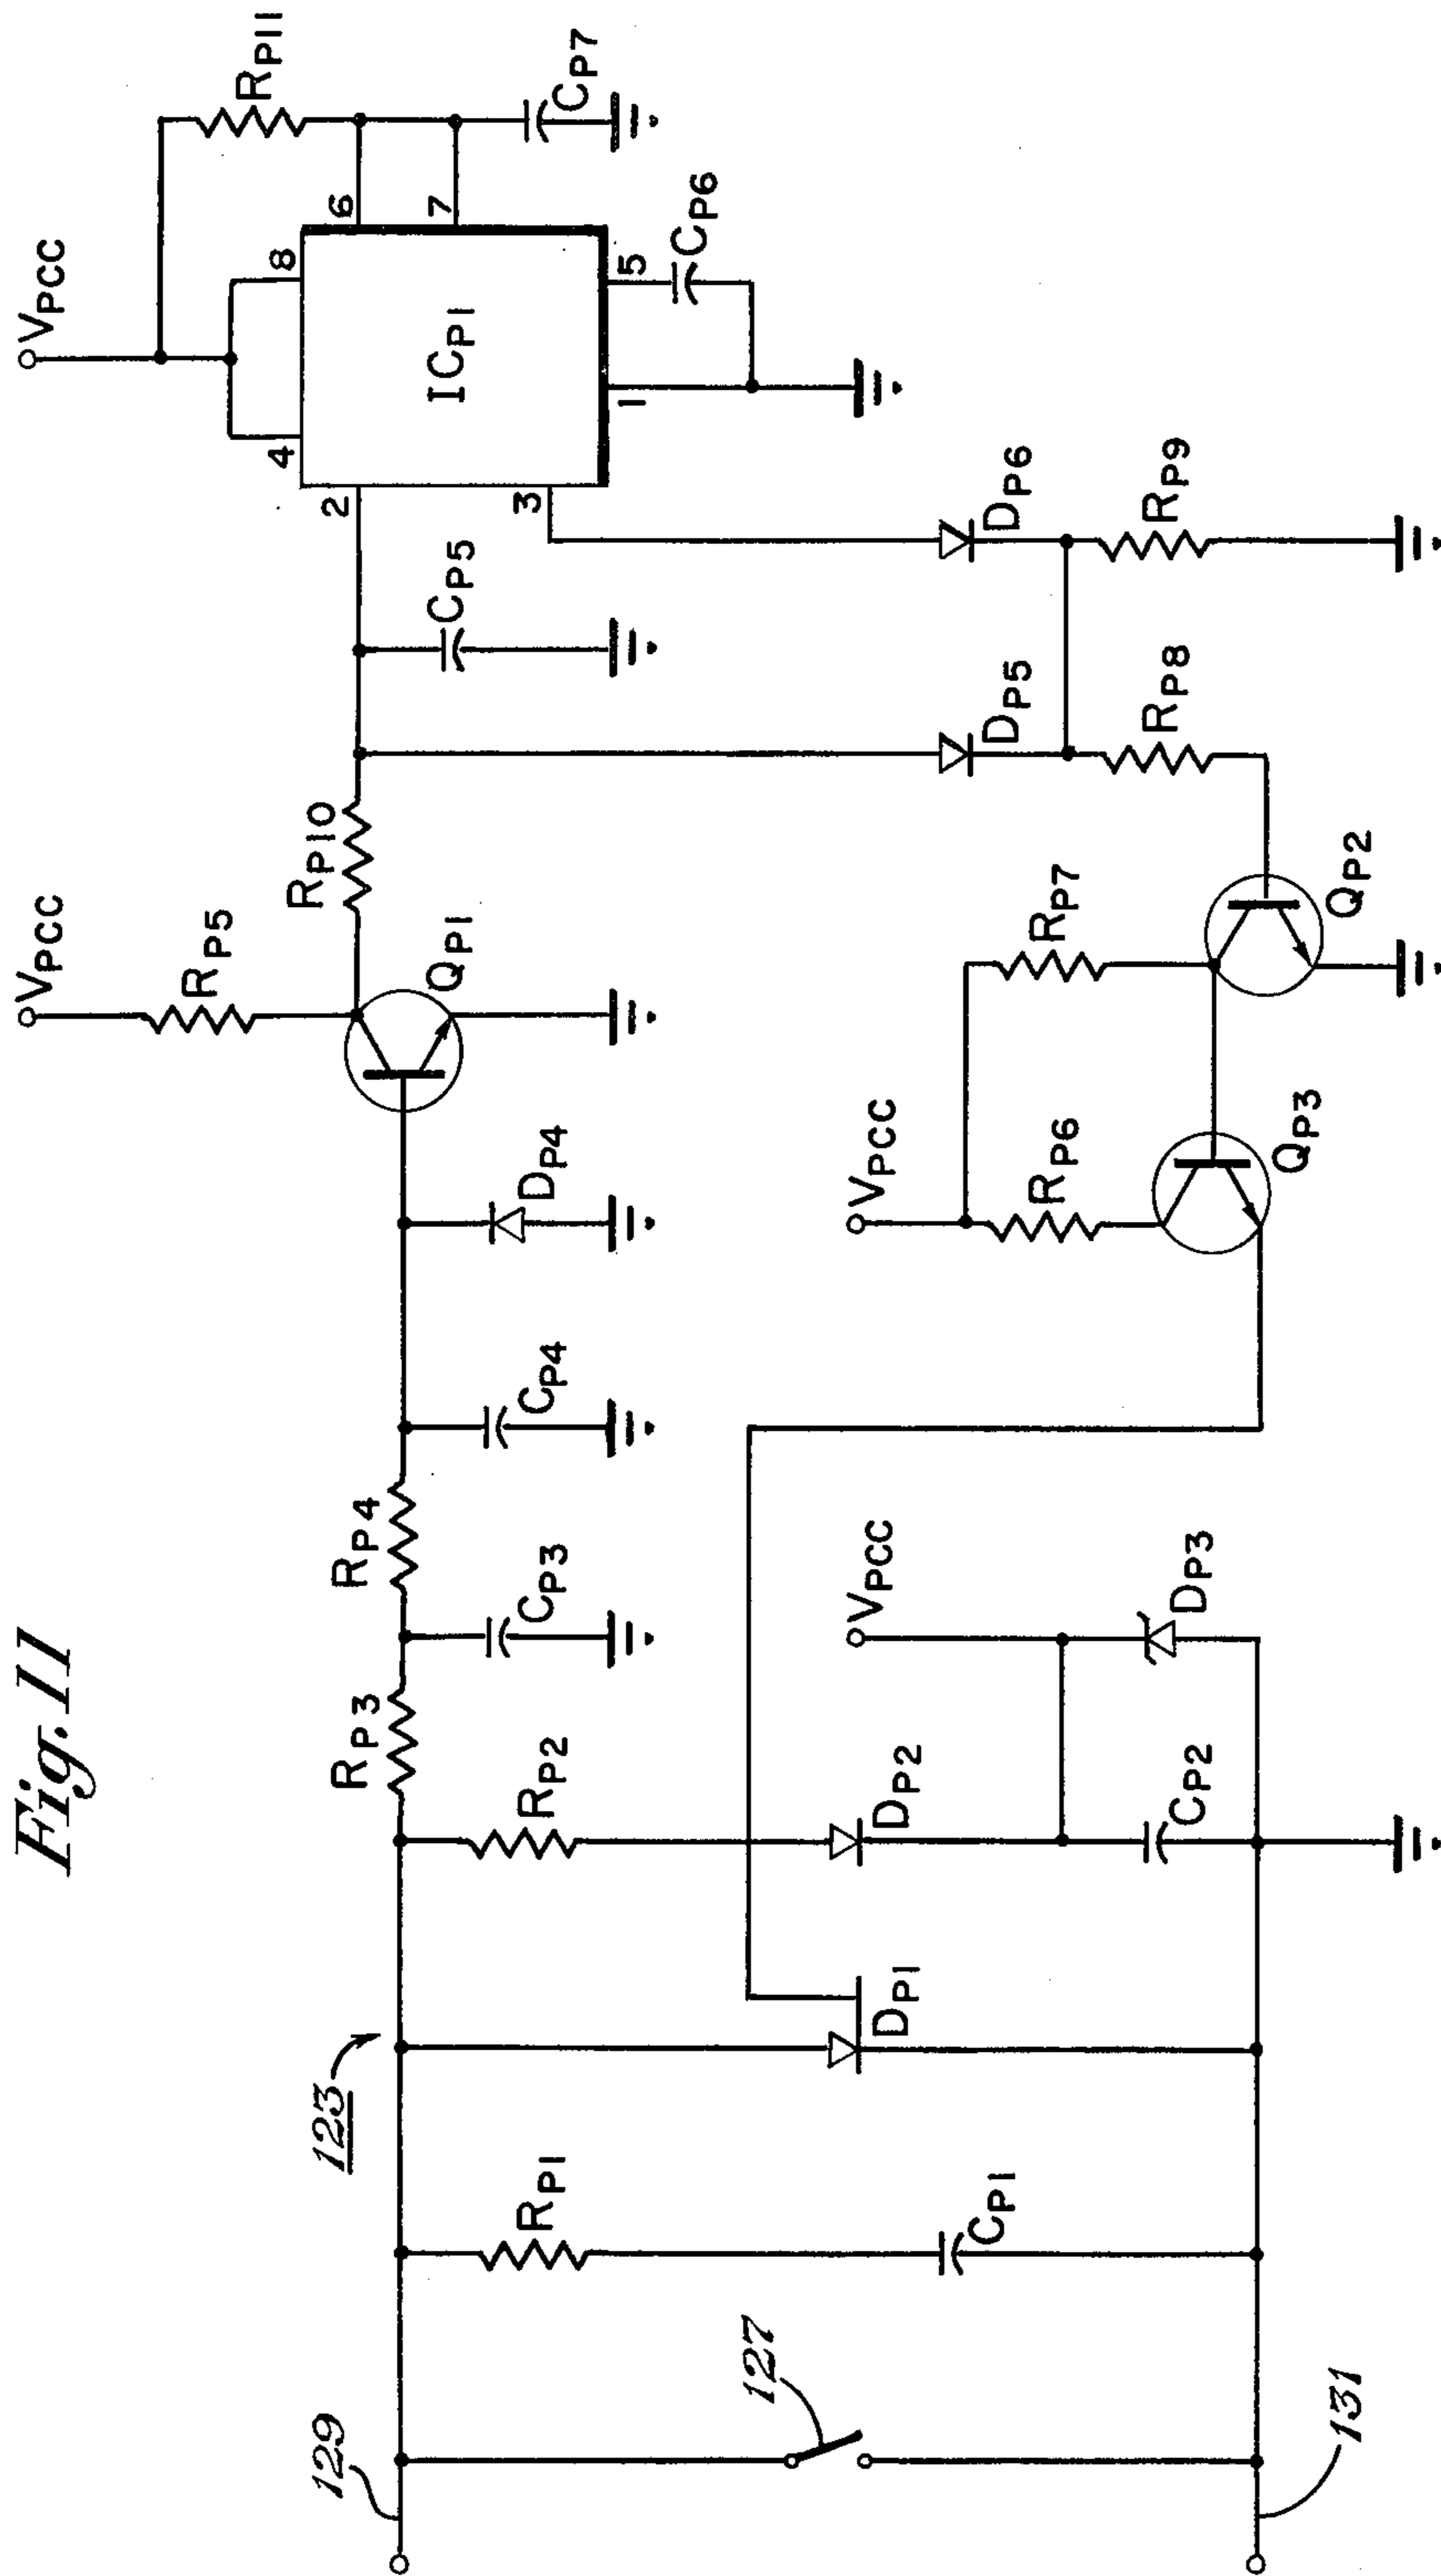 Fig. 11
123
129
127
131
RP1
CP1
DP1
RP2
DP2
CP2
VPCC
DP3
RP3
CP3
RP4
CP4
DP4
VPCC
RP5
QP1
RP10
CP5
VPCC
RP6
RP7
QP3
QP2
DP5
DP6
RP8
RP9
VPCC
ICP1
4
8
2
3
6
7
5
1
RP11
CP7
CP6